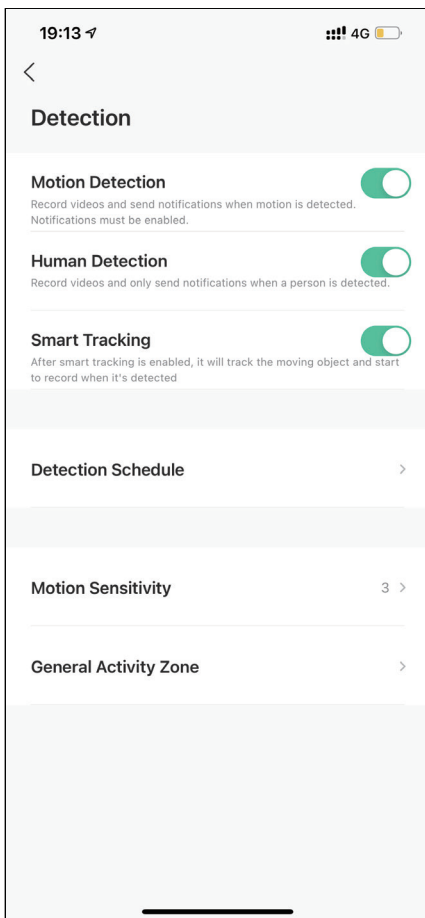 19:13
4G
Detection
Motion Detection
Record videos and send notifications when motion is detected.
Notifications must be enabled.
Human Detection
Record videos and only send notifications when a person is detected.
Smart Tracking
After smart tracking is enabled, it will track the moving object and start
to record when it's detected
Detection Schedule
Motion Sensitivity 3
General Activity Zone